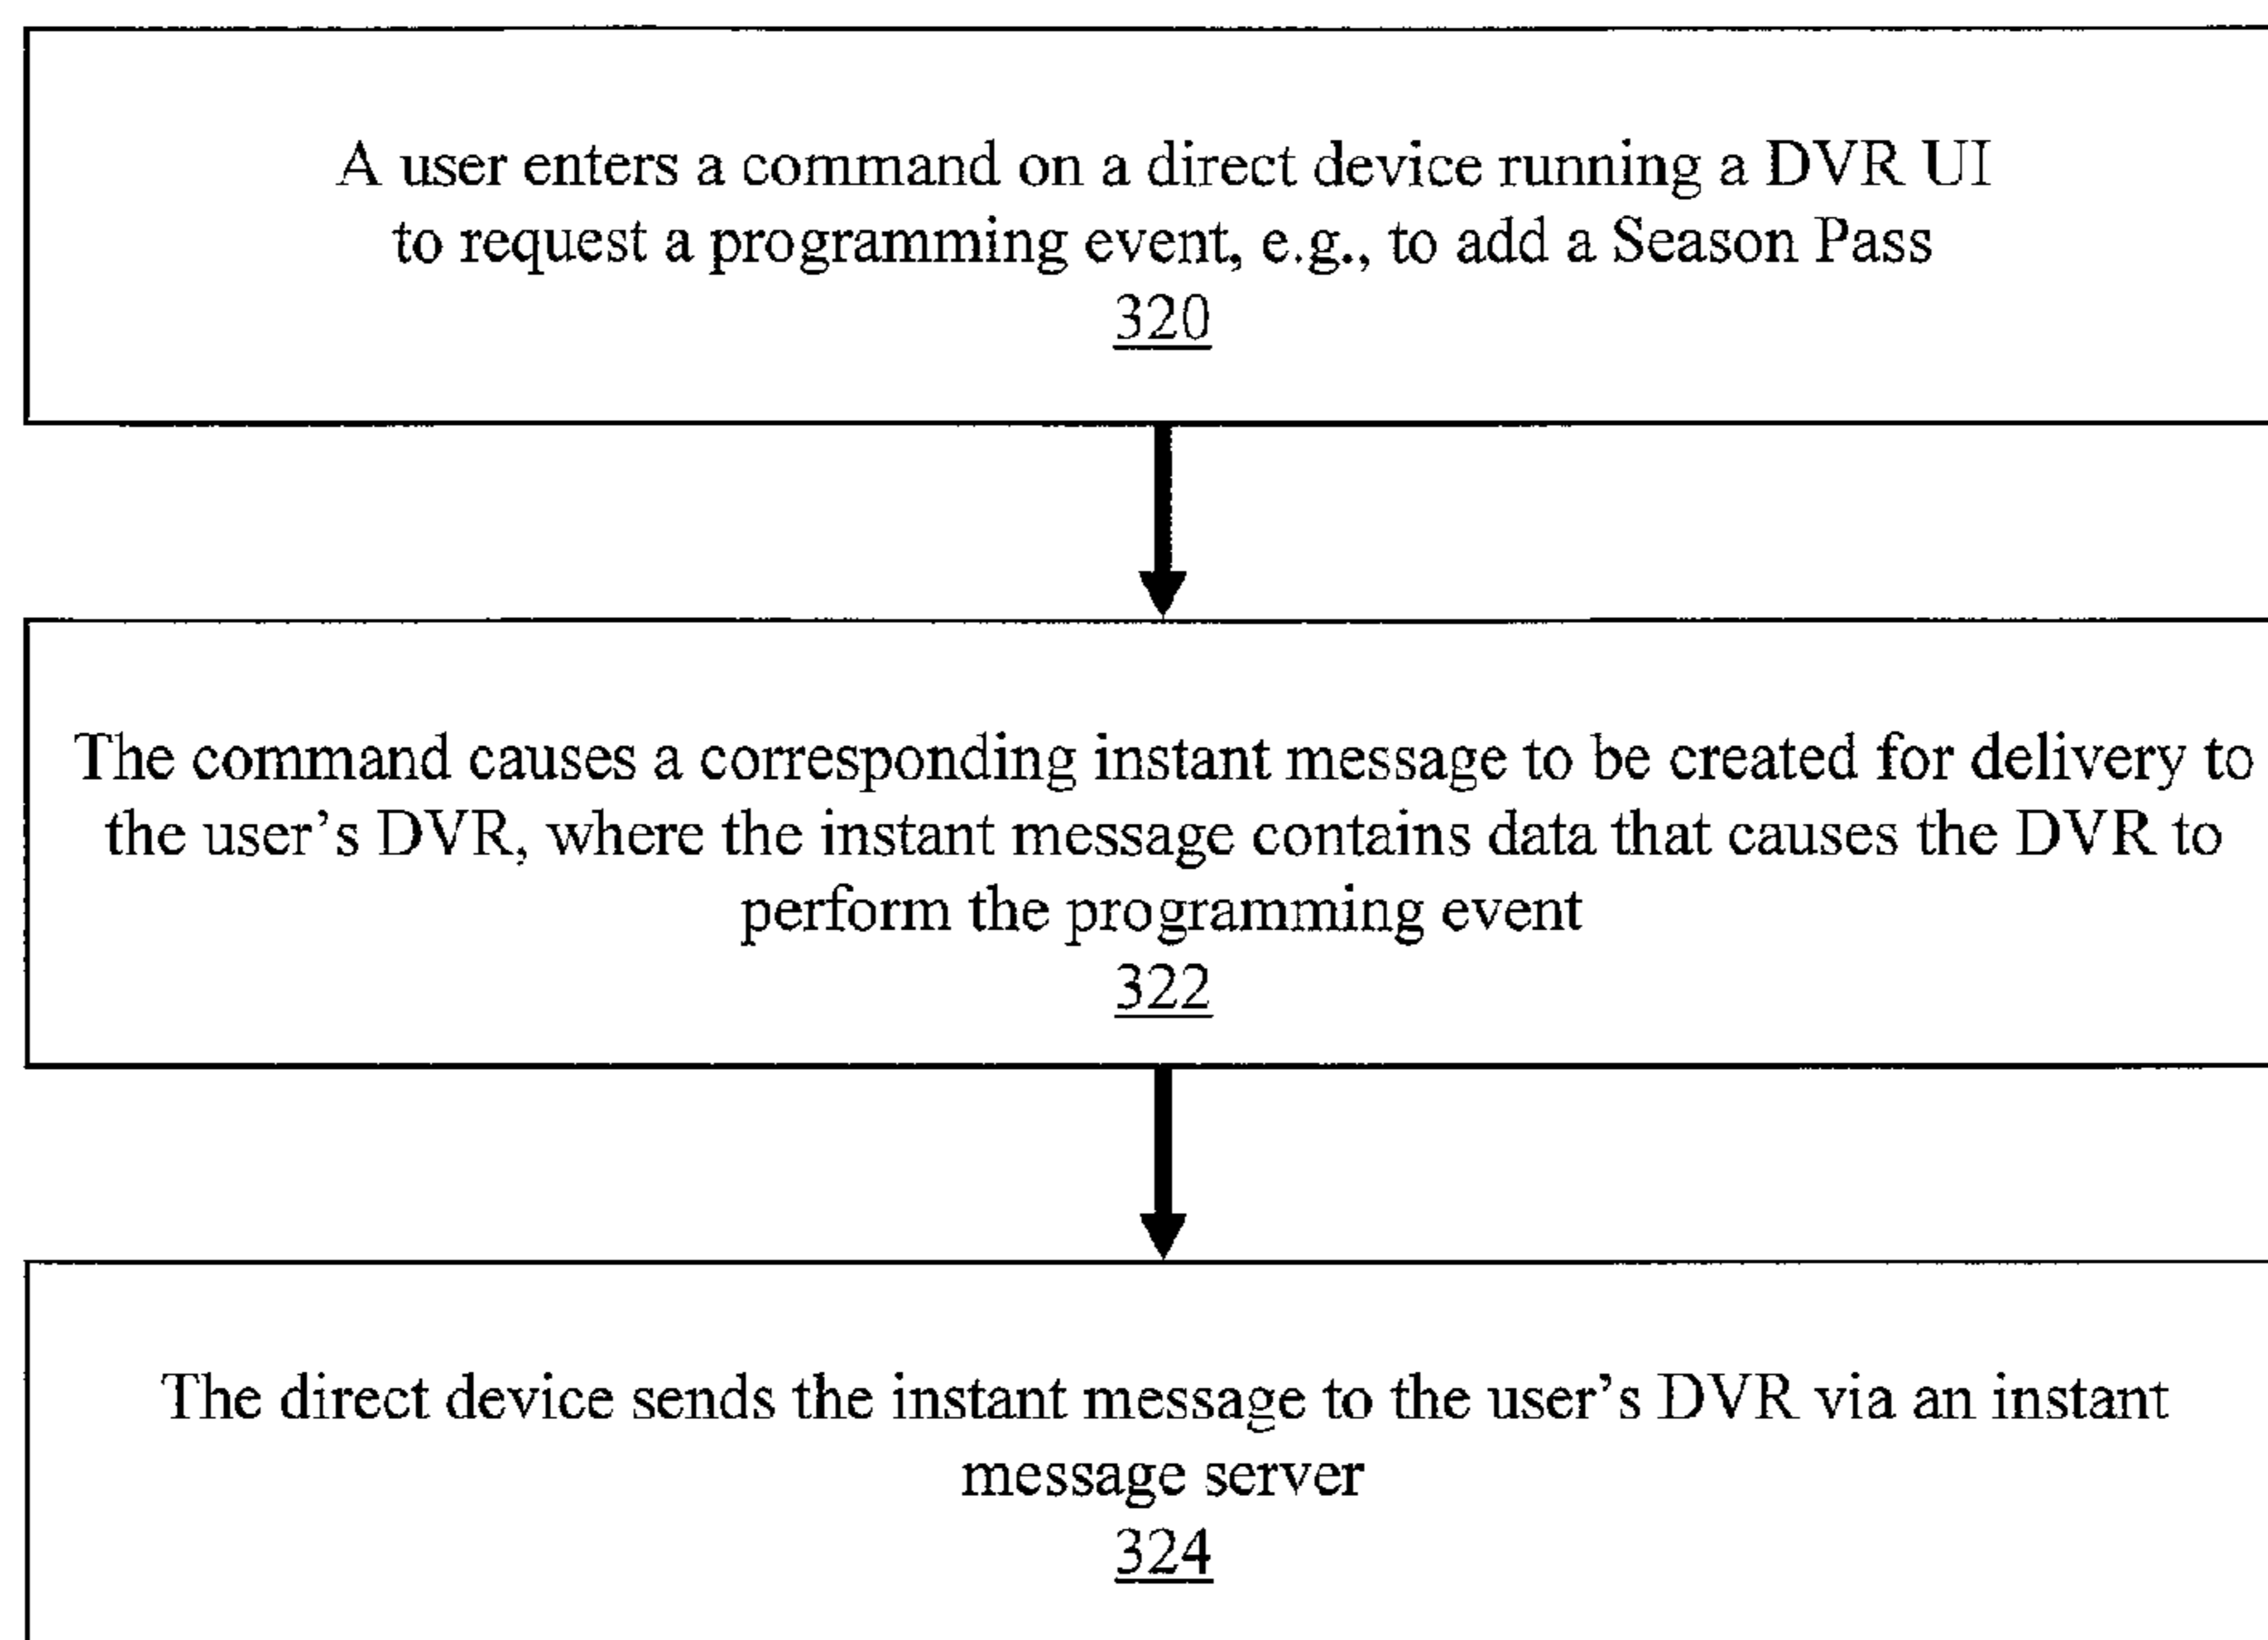 A user enters a command on a direct device running a DVR UI
to request a programming event, e.g., to add a Season Pass
320
The command causes a corresponding instant message to be created for delivery to
the user's DVR, where the instant message contains data that causes the DVR to
perform the programming event
322
The direct device sends the instant message to the user's DVR via an instant
message server
324